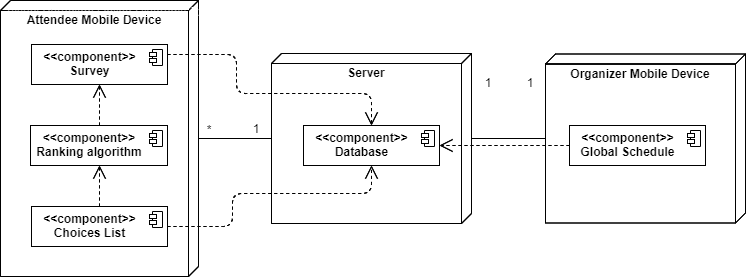 Attendee Mobile Device
<<component>>
Survey
<<component>>
Ranking algorithm
<<component>>
Choices List
*
1
Server
<<component>>
Database
1
1
Organizer Mobile Device
<<component>>
Global Schedule